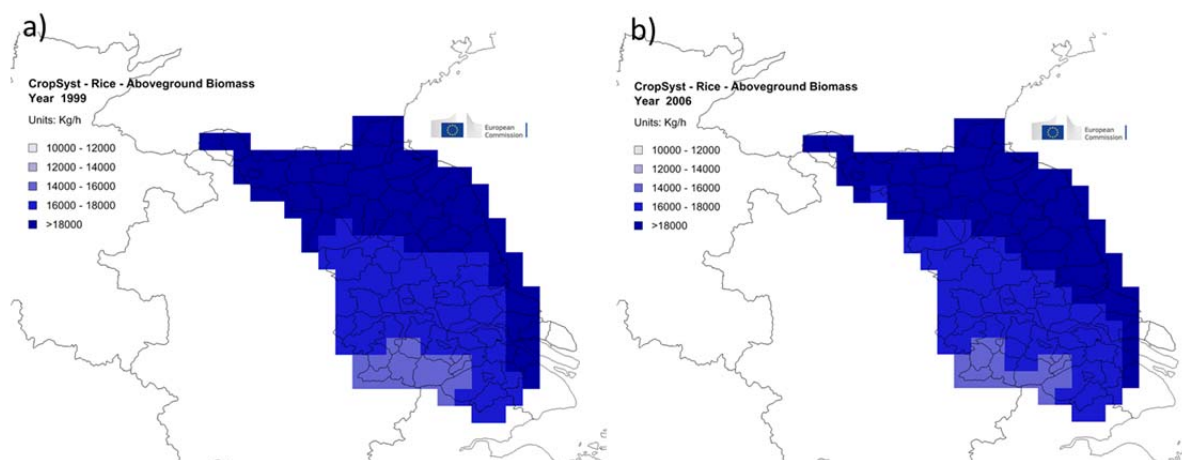 a)
CropSyst - Rice - Aboveground Biomass
Year 1999
Units: Kg/h
10000 - 12000
12000 - 14000
14000 - 16000
16000 - 18000
>18000
European
Commission
b)
CropSyst - Rice - Aboveground Biomass
Year 2006
Units: Kg/h
10000 - 12000
12000 - 14000
14000 - 16000
16000 - 18000
>18000
European
Commission